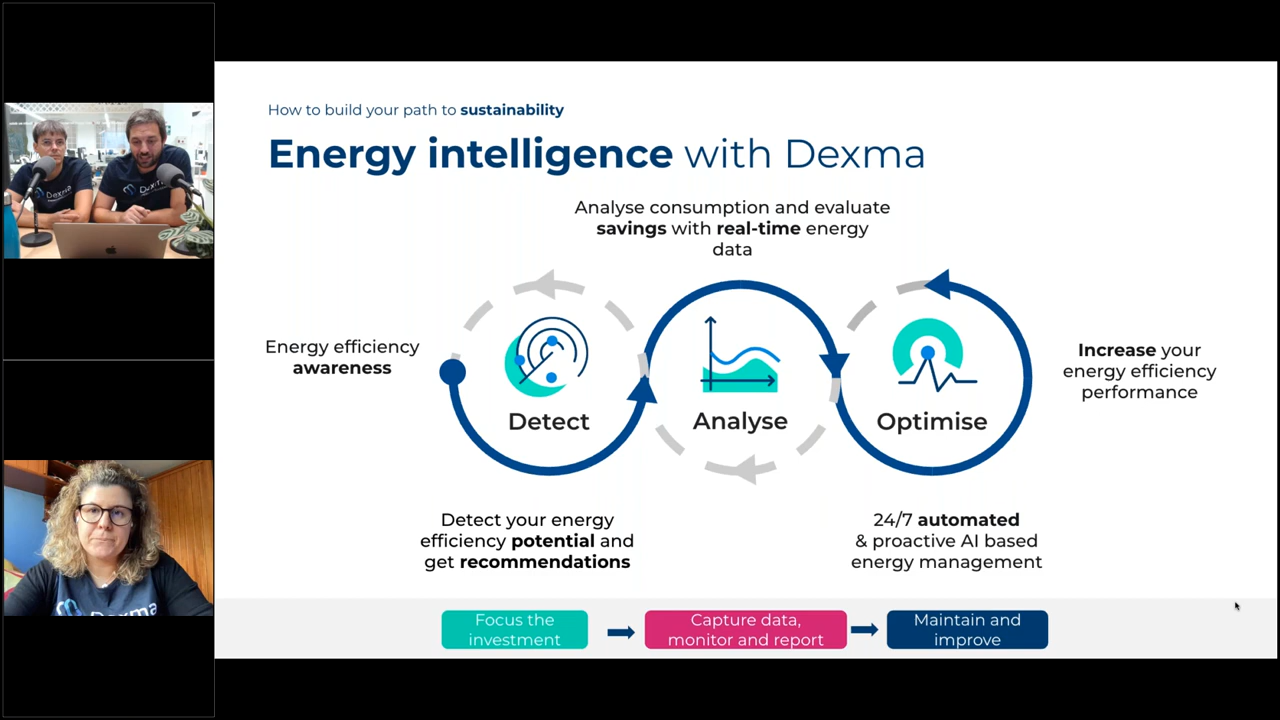 How to build your path to sustainability
Energy intelligence with Dexma
Analyse consumption and evaluate
savings with real-time energy
data
Energy efficiency
awareness
Detect
Analyse
Optimise
Increase your
energy efficiency
performance
Detect your energy
efficiency potential and
get recommendations
24/7 automated
& proactive AI based
energy management
Focus the
investment
Capture data,
monitor and report
Maintain and
improve
Dexma
Dexma
Dexma